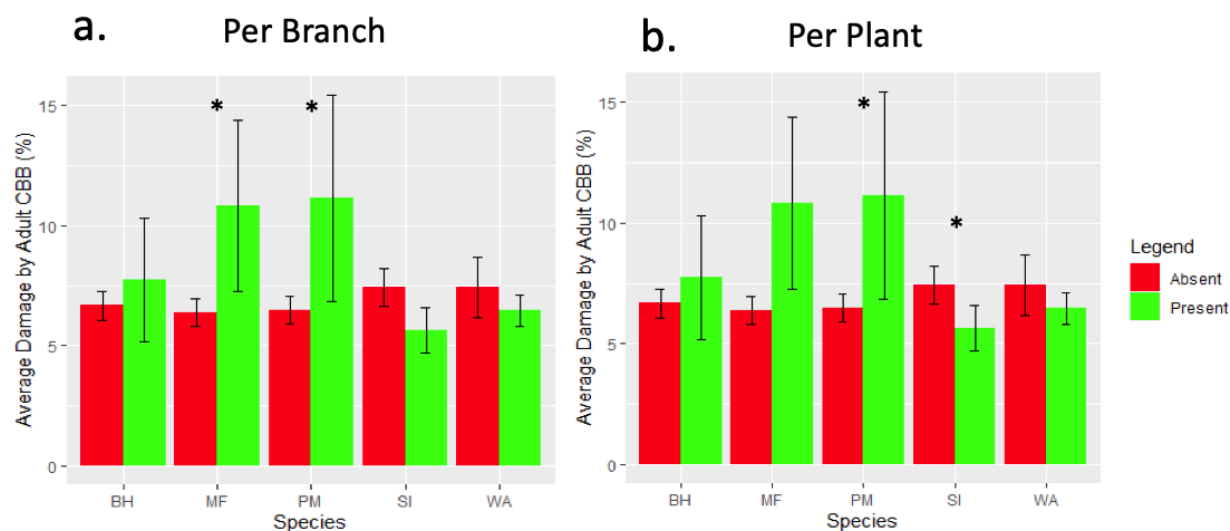 a. Per Branch
Average Damage by Adult CBB (%)
15
10
5
0
* *
BH MF PM SI WA
Species
b. Per Plant
Average Damage by Adult CBB (%)
15
10
5
0
*
*
BH MF PM SI WA
Species
Legend
Absent
Present